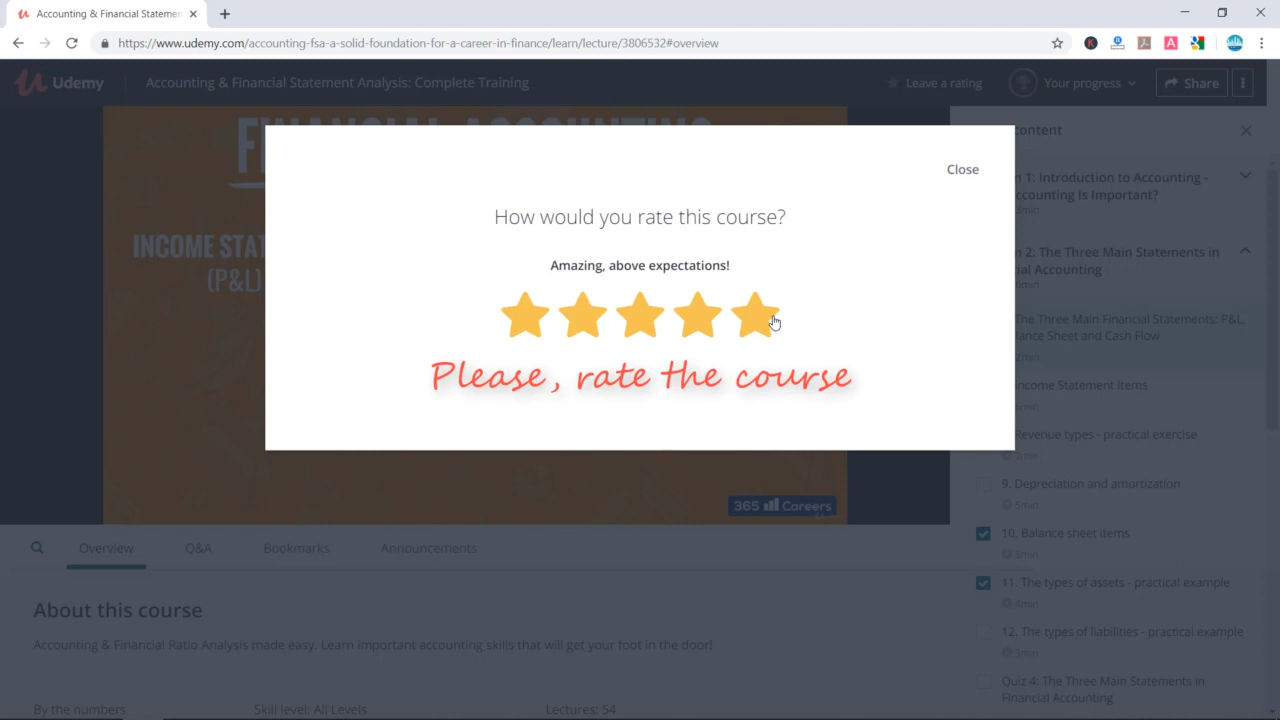 Accounting & Financial Statemen
https://www.udemy.com/accounting-fsa-a-solid-foundation-for-a-career-in-finance/learn/lecture/3806532#overview
Udemy
Accounting & Financial Statement Analysis: Complete Training
Leave a rating
Your progress
Share
INCOME STAT
(P&L)
365 Careers
Close
How would you rate this course?
Amazing, above expectations!
Please, rate the course
content
n 1: Introduction to Accounting -
ccounting Is Important?
n 2: The Three Main Statements in
ial Accounting
The Three Main Financial Statements: P&L,
lance Sheet and Cash Flow
2min
Income Statement Items
5min
Revenue types - practical exercise
2min
9. Depreciation and amortization
5min
10. Balance sheet items
5min
11. The types of assets - practical example
4min
12. The types of liabilities - practical example
3min
Quiz 4: The Three Main Statements in
Financial Accounting
Overview
Q&A
Bookmarks
Announcements
About this course
Accounting & Financial Ratio Analysis made easy. Learn important accounting skills that will get your foot in the door!
By the numbers
Skill level: All Levels
Lectures: 54